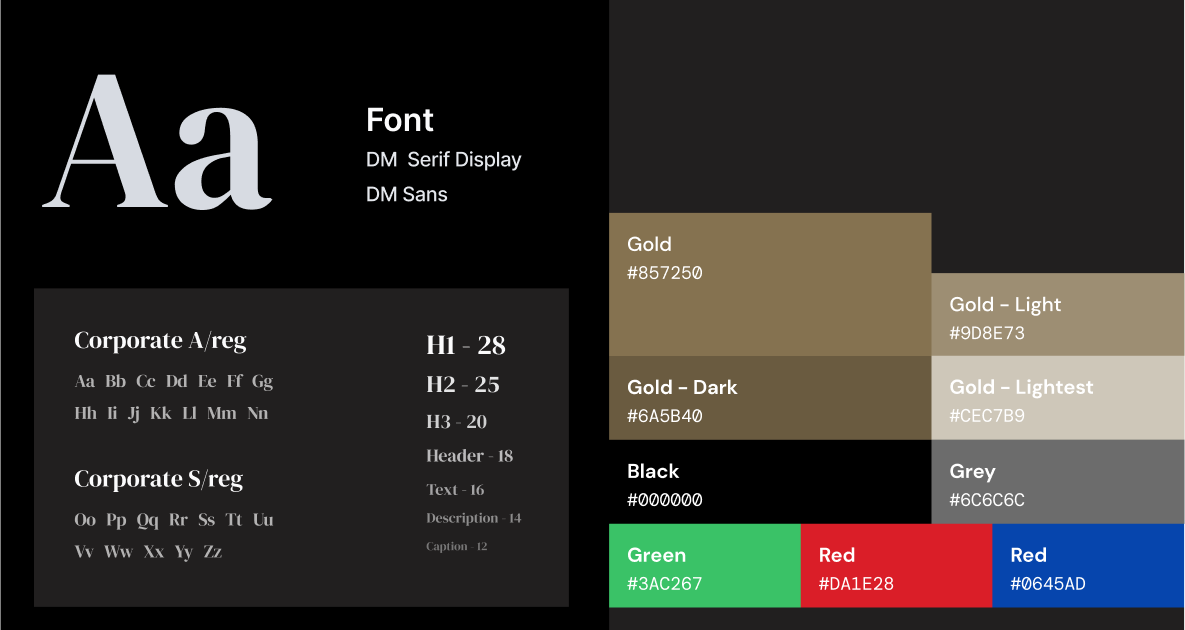 Aa
Font
DM Serif Display
DM Sans
Corporate A/reg
Aa Bb Cc Dd Ee Ff Gg
Hh Ii Jj Kk Ll Mm Nn
Corporate S/reg
Oo Pp Qq Rr Ss Tt Uu
Vv Ww Xx Yy Zz
H1 - 28
H2 - 25
H3 - 20
Header - 18
Text - 16
Description - 14
Caption - 12
Gold
#857250
Gold - Light
#9D8E73
Gold - Dark
#6A5B40
Gold - Lightest
#CEC7B9
Black
#000000
Grey
#6C6C6C
Green
#3AC267
Red
#DA1E28
Red
#0645AD